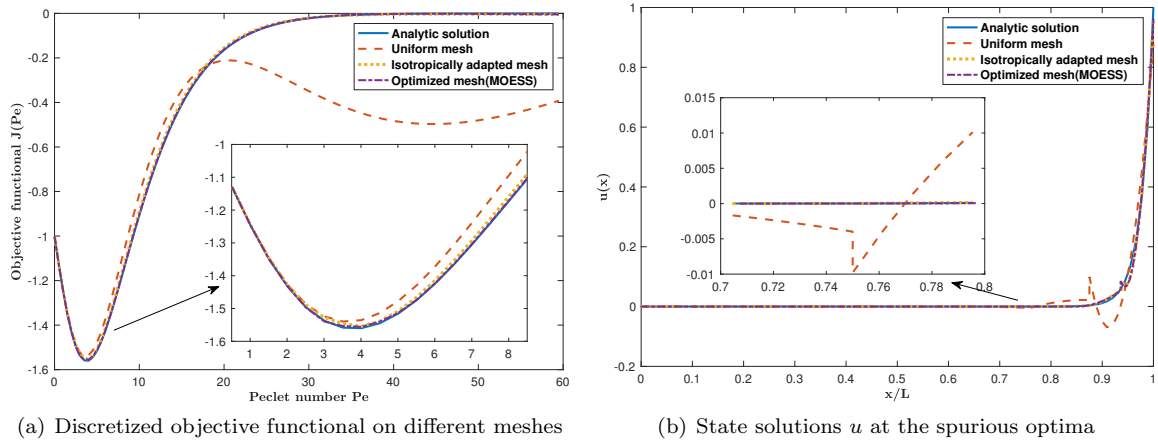 0
-0.2
-0.4
-0.6
-0.8
-1
-1.2
-1.4
-1.6
Objective functional J(Pe)
0 10 20 30 40 50 60
Peclet number Pe
Analytic solution
Uniform mesh
Isotropically adapted mesh
Optimized mesh(MOESS)
-1
-1.1
-1.2
-1.3
-1.4
-1.5
-1.6
1 2 3 4 5 6 7 8
(a) Discretized objective functional on different meshes
1
0.8
0.6
0.4
0.2
0
-0.2
u(x)
0 0.1 0.2 0.3 0.4 0.5 0.6 0.7 0.8 0.9 1
x/L
Analytic solution
Uniform mesh
Isotropically adapted mesh
Optimized mesh(MOESS)
0.015
0.01
0.005
0
-0.005
-0.01
0.7 0.72 0.74 0.76 0.78 0.8
(b) State solutions u at the spurious optima